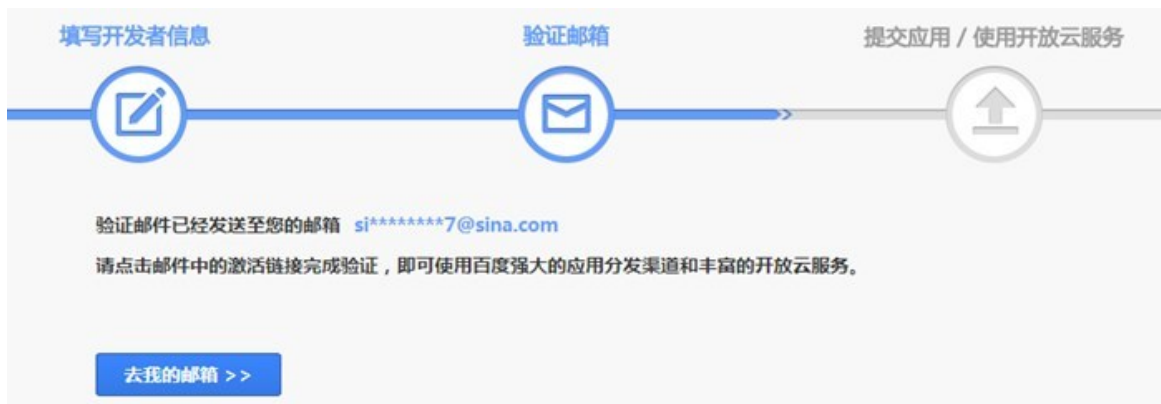 填写开发者信息
验证邮箱
提交应用 / 使用开放云服务
验证邮件已经发送至您的邮箱 si********7@sina.com
请点击邮件中的激活链接完成验证，即可使用百度强大的应用分发渠道和丰富的开放云服务。
去我的邮箱 >>